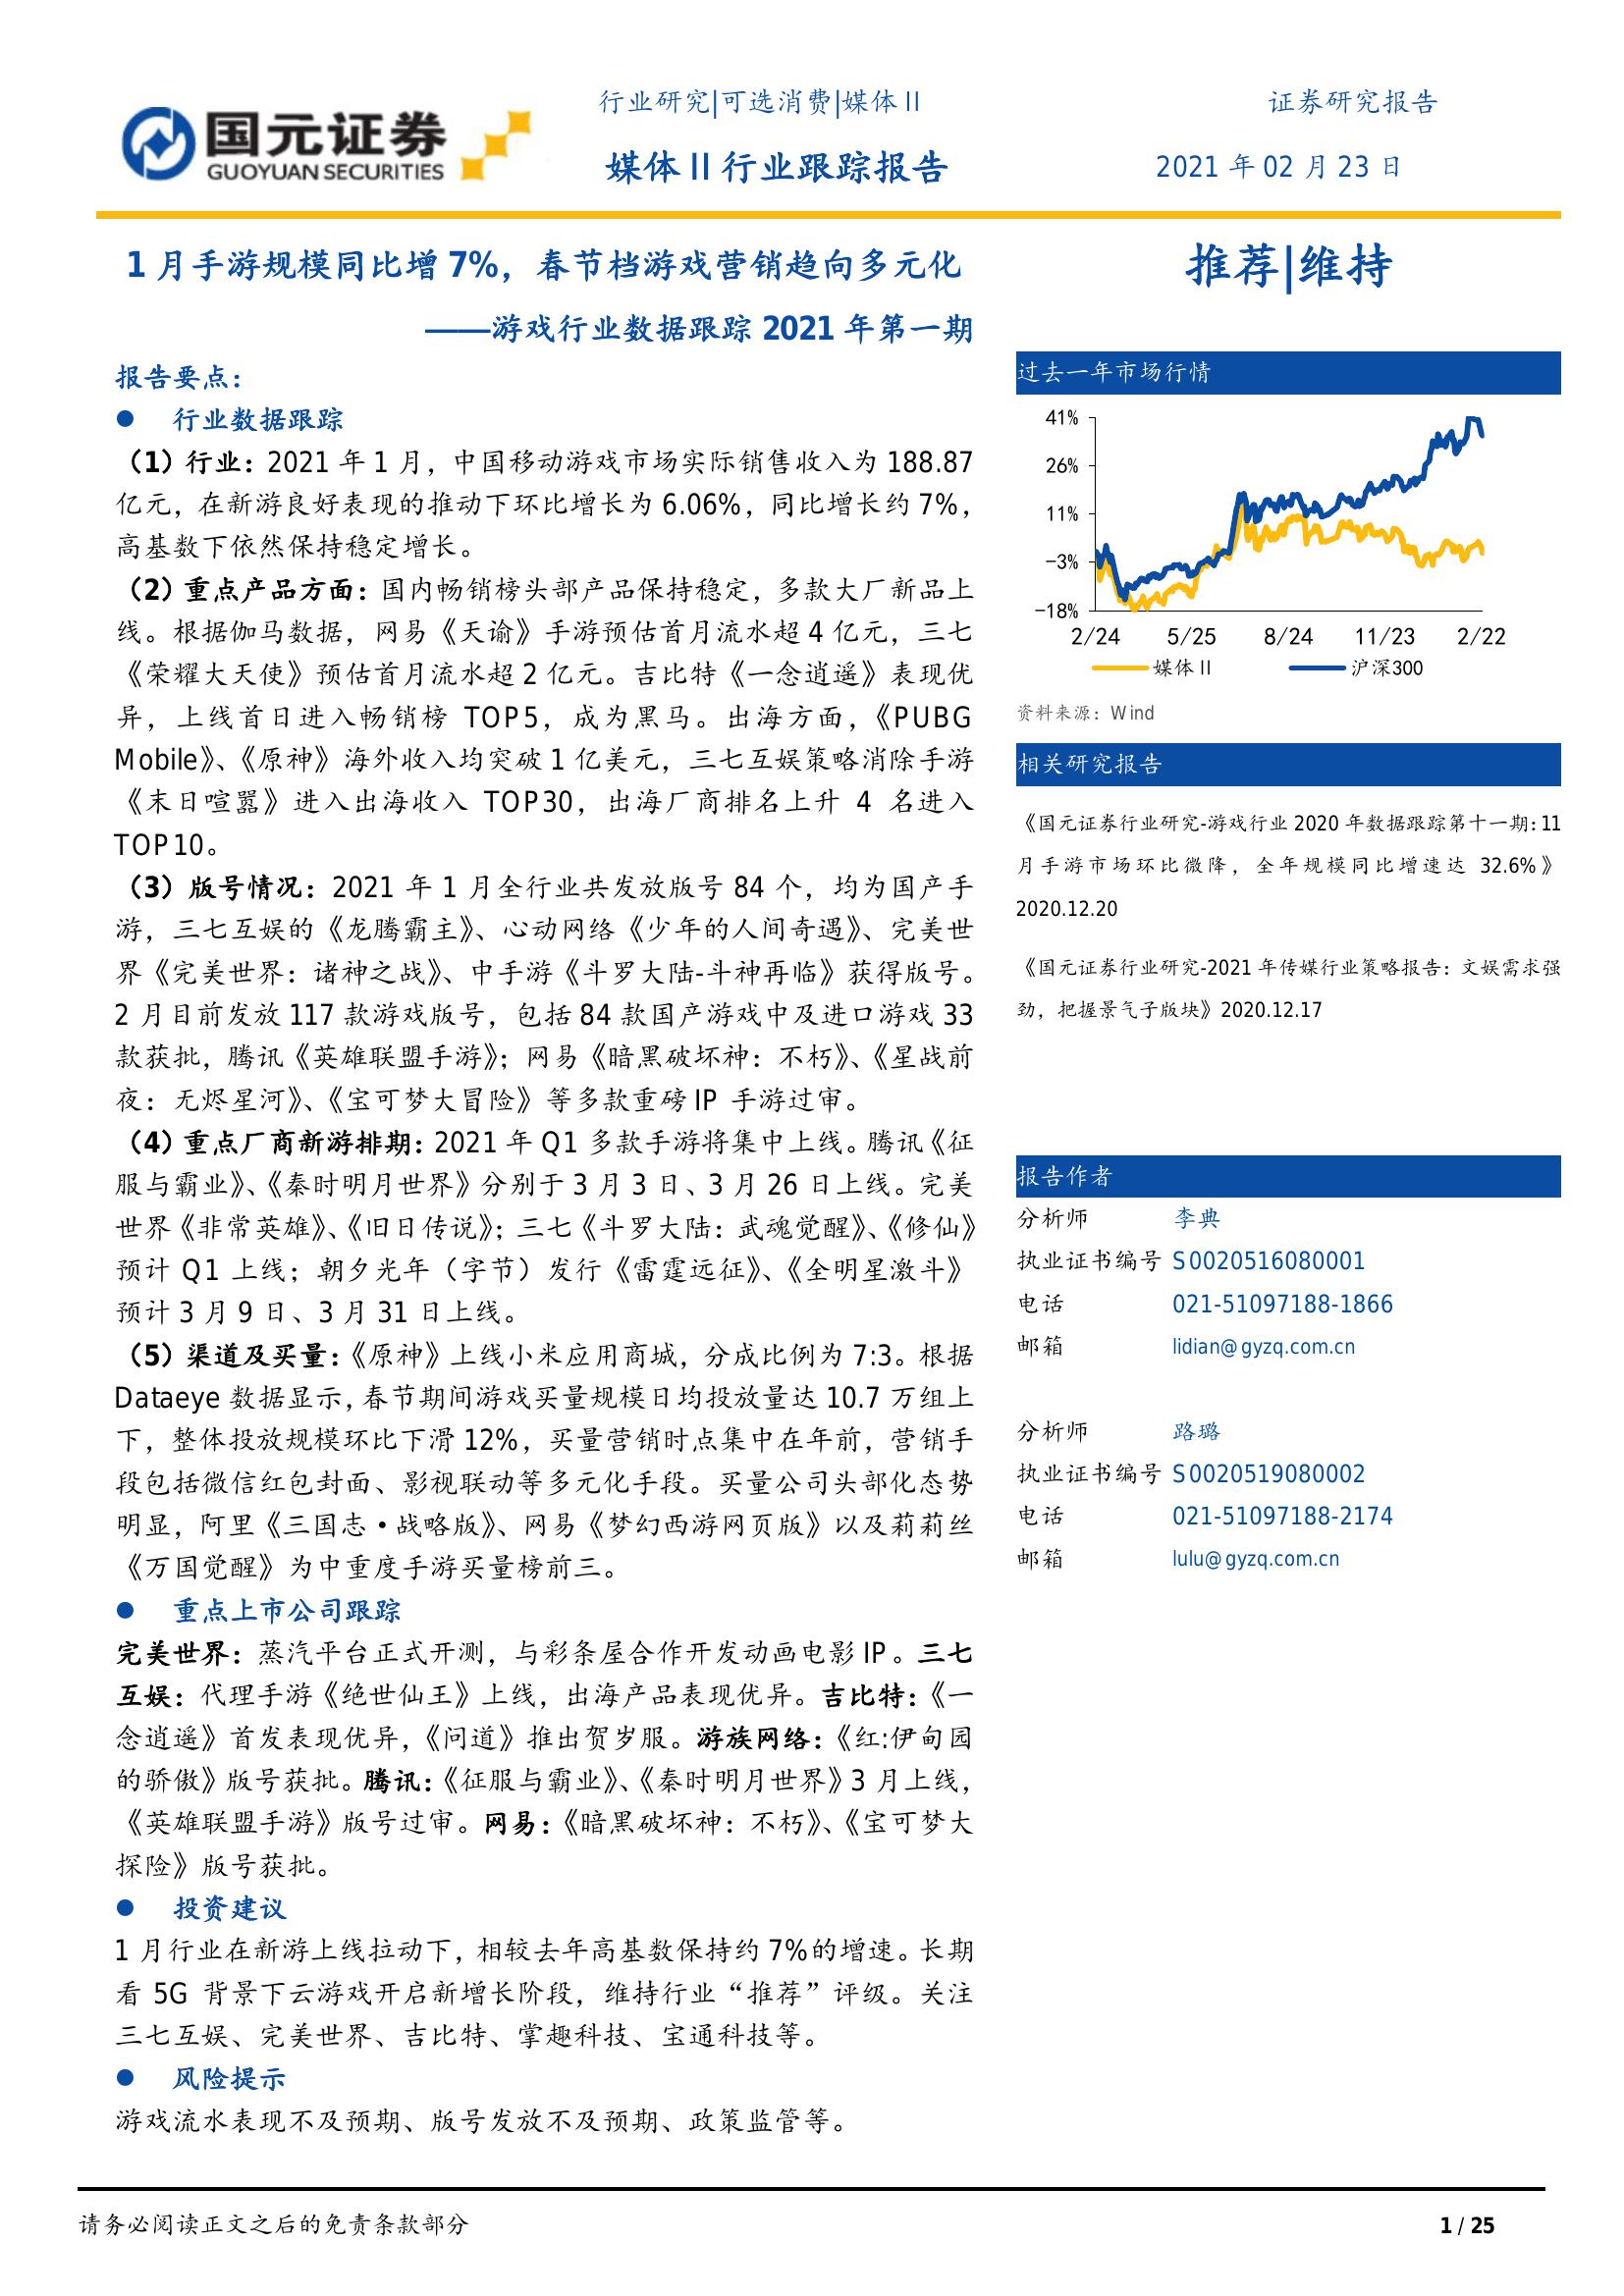 国元证券
GUOYUAN SECURITIES
行业研究|可选消费|媒体Ⅱ
证券研究报告
媒体Ⅱ行业跟踪报告
2021 年 02 月 23 日
1 月手游规模同比增 7%，春节档游戏营销趋向多元化
——游戏行业数据跟踪 2021 年第一期
报告要点：
● 行业数据跟踪
（1）行业：2021 年 1 月，中国移动游戏市场实际销售收入为 188.87
亿元，在新游良好表现的推动下环比增长为 6.06%，同比增长约 7%，
高基数下依然保持稳定增长。
（2）重点产品方面：国内畅销榜头部产品保持稳定，多款大厂新品上
线。根据伽马数据，网易《天谕》手游预估首月流水超 4 亿元，三七
《荣耀大天使》预估首月流水超 2 亿元。吉比特《一念逍遥》表现优
异，上线首日进入畅销榜 TOP5，成为黑马。出海方面，《PUBG
Mobile》、《原神》海外收入均突破 1 亿美元，三七互娱策略消除手游
《末日喧嚣》进入出海收入 TOP30，出海厂商排名上升 4 名进入
TOP10。
（3）版号情况：2021 年 1 月全行业共发放版号 84 个，均为国产手
游，三七互娱的《龙腾霸主》、心动网络《少年的人间奇遇》、完美世
界《完美世界：诸神之战》、中手游《斗罗大陆-斗神再临》获得版号。
2 月目前发放 117 款游戏版号，包括 84 款国产游戏中及进口游戏 33
款获批，腾讯《英雄联盟手游》；网易《暗黑破坏神：不朽》、《星战前
夜：无烬星河》、《宝可梦大冒险》等多款重磅 IP 手游过审。
（4）重点厂商新游排期：2021 年 Q1 多款手游将集中上线。腾讯《征
服与霸业》、《秦时明月世界》分别于 3 月 3 日、3 月 26 日上线。完美
世界《非常英雄》、《旧日传说》；三七《斗罗大陆：武魂觉醒》、《修仙》
预计 Q1 上线；朝夕光年（字节）发行《雷霆远征》、《全明星激斗》
预计 3 月 9 日、3 月 31 日上线。
（5）渠道及买量：《原神》上线小米应用商城，分成比例为 7:3。根据
Dataeye 数据显示，春节期间游戏买量规模日均投放量达 10.7 万组上
下，整体投放规模环比下滑 12%，买量营销时点集中在年前，营销手
段包括微信红包封面、影视联动等多元化手段。买量公司头部化态势
明显，阿里《三国志•战略版》、网易《梦幻西游网页版》以及莉莉丝
《万国觉醒》为中重度手游买量榜前三。
● 重点上市公司跟踪
完美世界：蒸汽平台正式开测，与彩条屋合作开发动画电影 IP。三七
互娱：代理手游《绝世仙王》上线，出海产品表现优异。吉比特：《一
念逍遥》首发表现优异，《问道》推出贺岁服。游族网络：《红:伊甸园
的骄傲》版号获批。腾讯：《征服与霸业》、《秦时明月世界》3 月上线，
《英雄联盟手游》版号过审。网易：《暗黑破坏神：不朽》、《宝可梦大
探险》版号获批。
● 投资建议
1 月行业在新游上线拉动下，相较去年高基数保持约 7%的增速。长期
看 5G 背景下云游戏开启新增长阶段，维持行业“推荐”评级。关注
三七互娱、完美世界、吉比特、掌趣科技、宝通科技等。
● 风险提示
游戏流水表现不及预期、版号发放不及预期、政策监管等。
推荐|维持
过去一年市场行情
41%
26%
11%
-3%
-18%
2/24 5/25 8/24 11/23 2/22
媒体Ⅱ 沪深300
资料来源：Wind
相关研究报告
《国元证券行业研究-游戏行业 2020 年数据跟踪第十一期：11
月手游市场环比微降，全年规模同比增速达 32.6%》
2020.12.20
《国元证券行业研究-2021 年传媒行业策略报告：文娱需求强
劲，把握景气子版块》2020.12.17
报告作者
分析师 李典
执业证书编号 S0020516080001
电话 021-51097188-1866
邮箱 lidian@gyzq.com.cn
分析师 路璐
执业证书编号 S0020519080002
电话 021-51097188-2174
邮箱 lulu@gyzq.com.cn
请务必阅读正文之后的免责条款部分
1 / 25